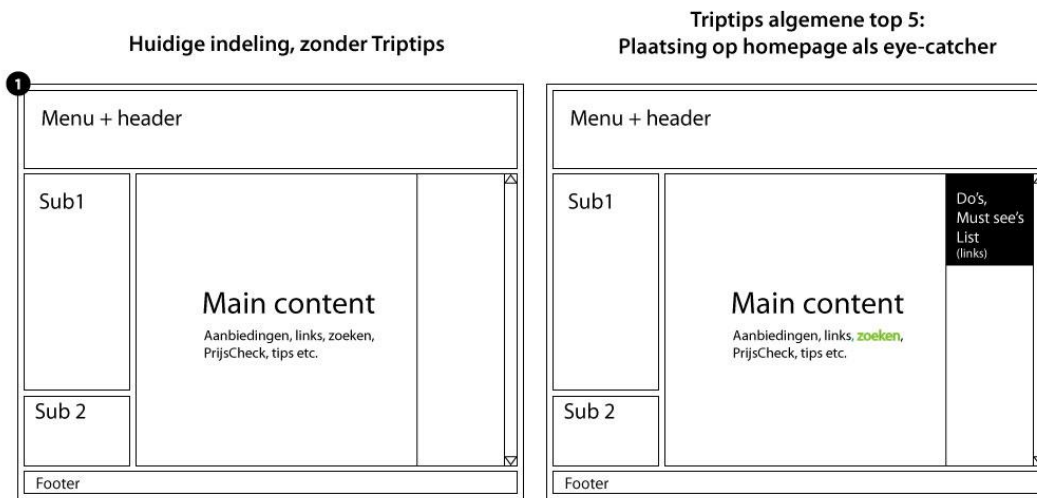 Huidige indeling, zonder Triptips
1
Menu + header
Sub1
Main content
Aanbiedingen, links, zoeken,
PrijsCheck, tips etc.
Sub 2
Footer
Triptips algemene top 5:
Plaatsing op homepage als eye-catcher
Menu + header
Sub1
Main content
Aanbiedingen, links, zoeken,
PrijsCheck, tips etc.
Do's,
Must see's
List
(links)
Sub 2
Footer